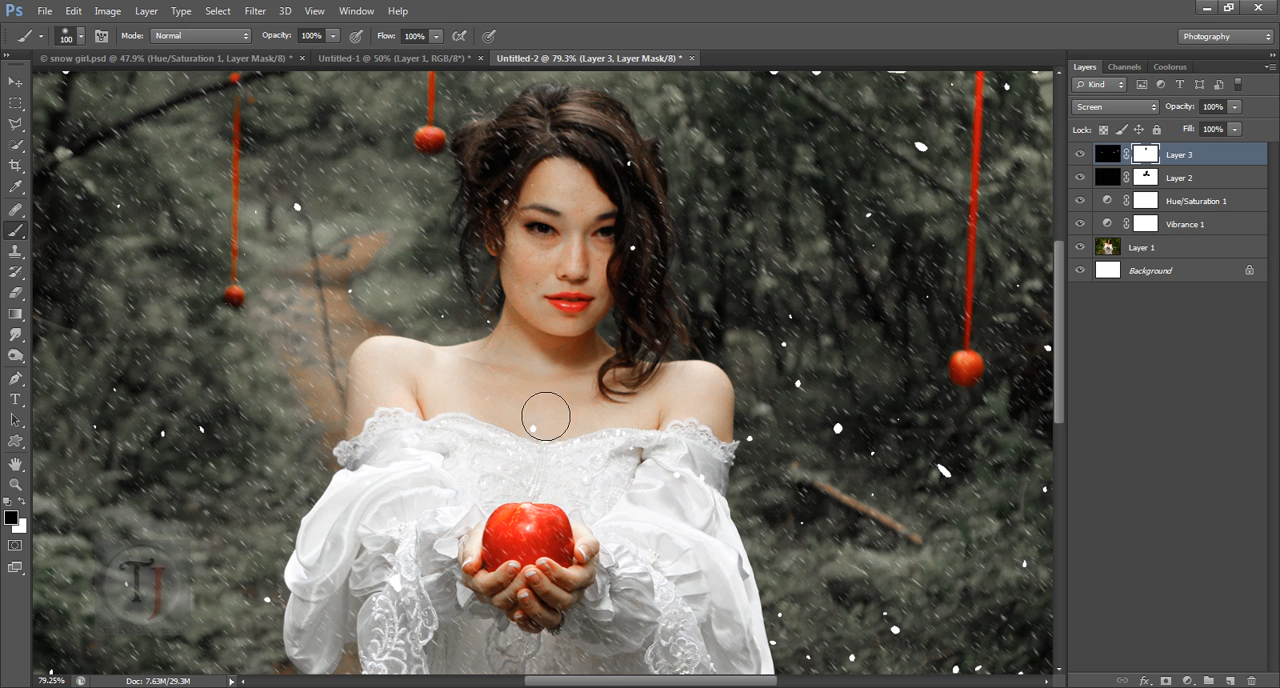 Ps File Edit Image Layer Type Select Filter 3D View Window Help
100 Mode: Normal Opacity: 100% Flow: 100% Photography
© snow girl.psd @ 47.9% (Hue/Saturation 1, Layer Mask/8) * × Untitled-1 @ 50% (Layer 1, RGB/8*) * × Untitled-2 @ 79.3% (Layer 3, Layer Mask/8) * ×
Layers Channels Coolorus
Kind
Screen Opacity: 100%
Lock: Fill: 100%
Layer 3
Layer 2
Hue/Saturation 1
Vibrance 1
Layer 1
Background
TJ
79.25% Doc: 7.63M/29.3M
fx